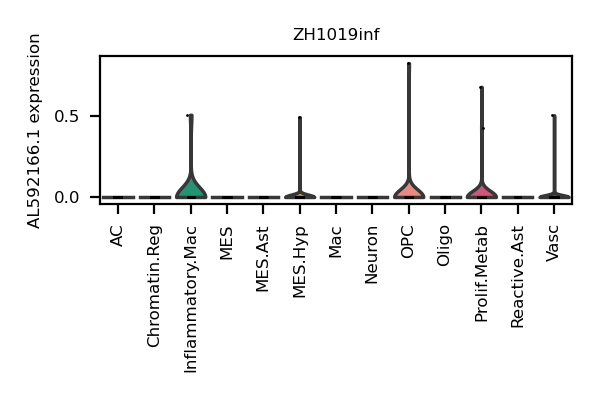 ZH1019inf
AL592166.1 expression
0.5
0.0
AC
Chromatin.Reg
Inflammatory.Mac
MES
MES.Ast
MES.Hyp
Mac
Neuron
OPC
Oligo
Prolif.Metab
Reactive.Ast
Vasc